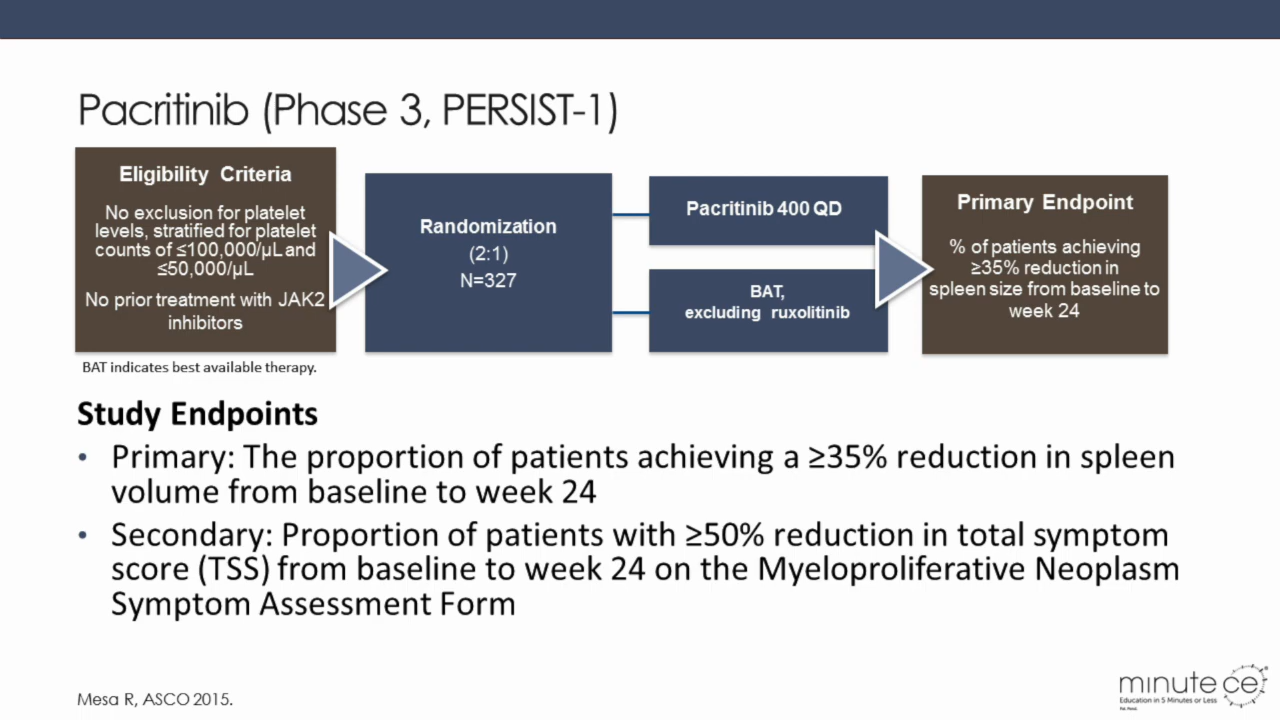 Pacritinib (Phase 3, PERSIST-1)
Eligibility Criteria
No exclusion for platelet
levels, stratified for platelet
counts of ≤100,000/µL and
≤50,000/µL
No prior treatment with JAK2
inhibitors
Randomization
(2:1)
N=327
Pacritinib 400 QD
BAT,
excluding ruxolitinib
Primary Endpoint
% of patients achieving
≥35% reduction in
spleen size from baseline to
week 24
BAT indicates best available therapy.
Study Endpoints
• Primary: The proportion of patients achieving a ≥35% reduction in spleen
volume from baseline to week 24
• Secondary: Proportion of patients with ≥50% reduction in total symptom
score (TSS) from baseline to week 24 on the Myeloproliferative Neoplasm
Symptom Assessment Form
Mesa R, ASCO 2015.
minute ce
Education in 5 Minutes or Less